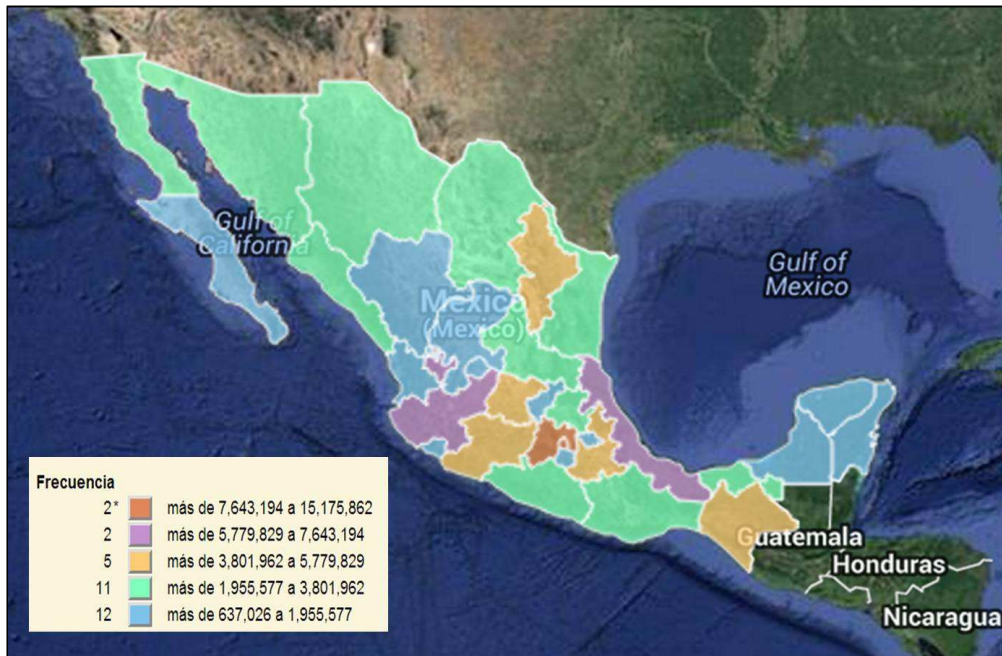 Gulf of
California
Mexico
(Mexico)
Gulf of
Mexico
Guatemala
Honduras
Nicaragua
Frecuencia
2* más de 7,643,194 a 15,175,862
2 más de 5,779,829 a 7,643,194
5 más de 3,801,962 a 5,779,829
11 más de 1,955,577 a 3,801,962
12 más de 637,026 a 1,955,577